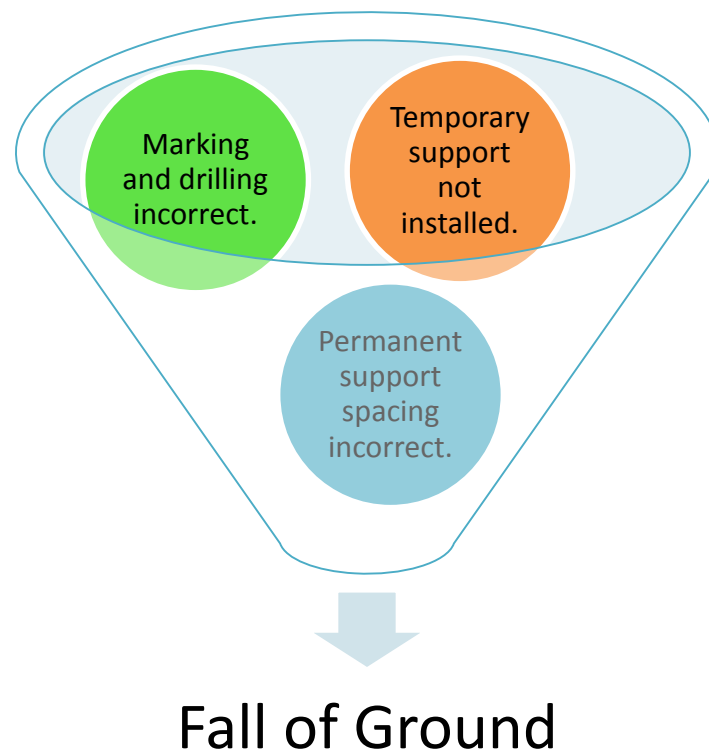 Marking
and drilling
incorrect.
Temporary
support
not
installed.
Permanent
support
spacing
incorrect.
Fall of Ground